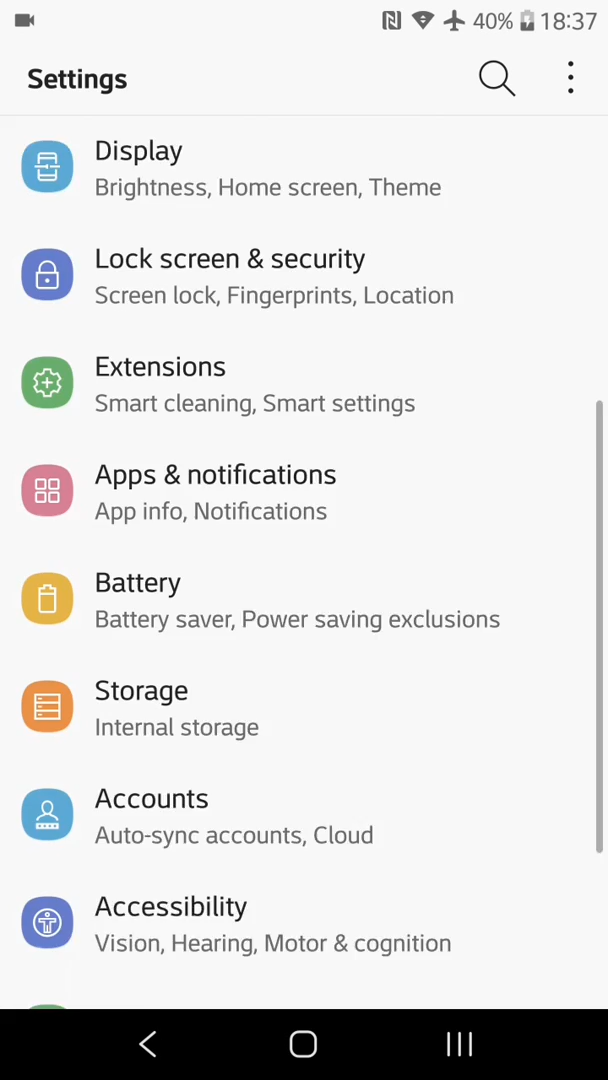 40% 18:37
Settings
Display
Brightness, Home screen, Theme
Lock screen & security
Screen lock, Fingerprints, Location
Extensions
Smart cleaning, Smart settings
Apps & notifications
App info, Notifications
Battery
Battery saver, Power saving exclusions
Storage
Internal storage
Accounts
Auto-sync accounts, Cloud
Accessibility
Vision, Hearing, Motor & cognition